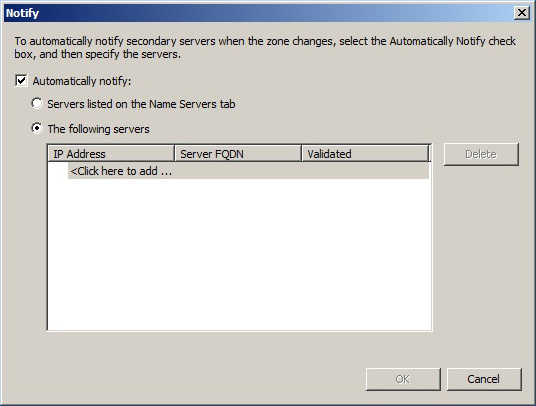 Notify
To automatically notify secondary servers when the zone changes, select the Automatically Notify check
box, and then specify the servers.
Automatically notify:
Servers listed on the Name Servers tab
The following servers
IP Address Server FQDN Validated
Delete
<Click here to add ...
OK Cancel